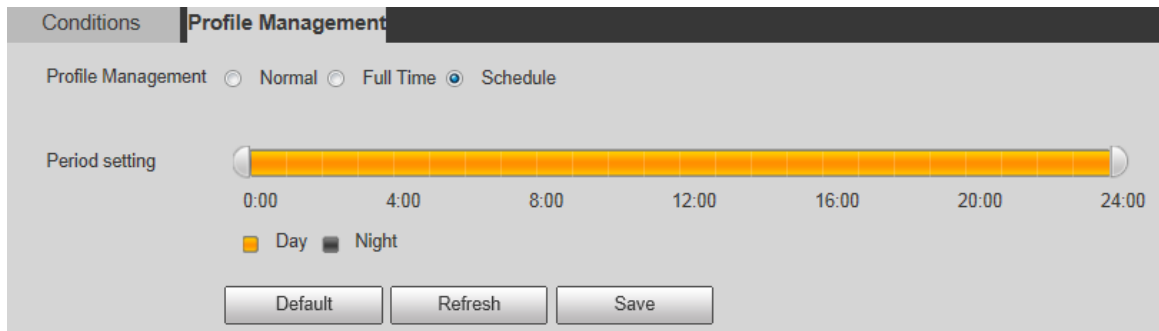 Conditions Profile Management
Profile Management Normal Full Time Schedule
Period setting
0:00 4:00 8:00 12:00 16:00 20:00 24:00
Day Night
Default Refresh Save